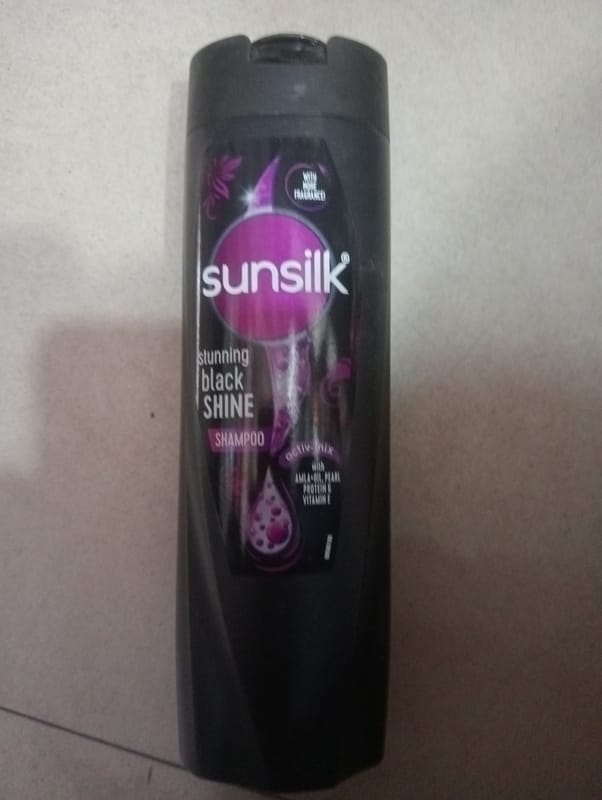 WITH
MORE
FRAGRANCE!
sunsilk®
stunning
black
SHINE
SHAMPOO
activ-mix
with
AMLA+OIL, PEARL
PROTEIN &
VITAMIN E